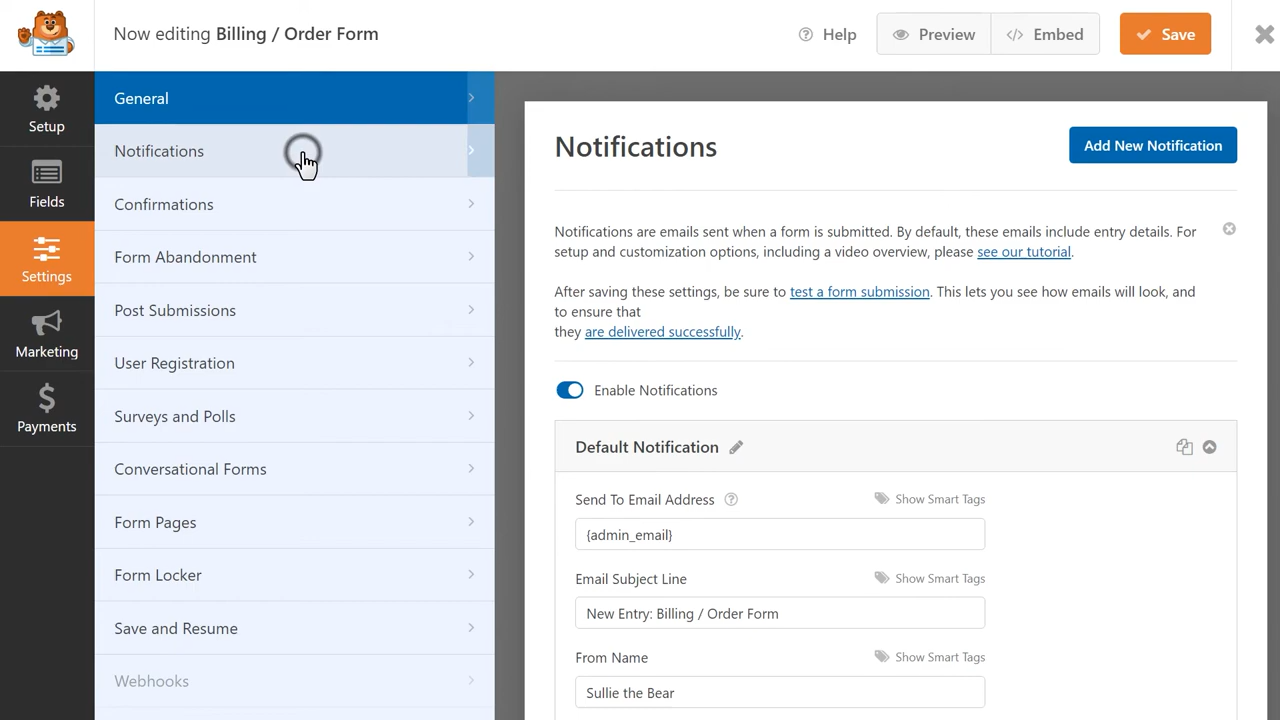 Now editing Billing / Order Form
Help
Preview
</> Embed
Save
Setup
Fields
Settings
Marketing
Payments
General
Notifications
Confirmations
Form Abandonment
Post Submissions
User Registration
Surveys and Polls
Conversational Forms
Form Pages
Form Locker
Save and Resume
Webhooks
Notifications
Add New Notification
Notifications are emails sent when a form is submitted. By default, these emails include entry details. For
setup and customization options, including a video overview, please see our tutorial.
After saving these settings, be sure to test a form submission. This lets you see how emails will look, and
to ensure that
they are delivered successfully.
Enable Notifications
Default Notification
Send To Email Address
Show Smart Tags
{admin_email}
Email Subject Line
Show Smart Tags
New Entry: Billing / Order Form
From Name
Show Smart Tags
Sullie the Bear